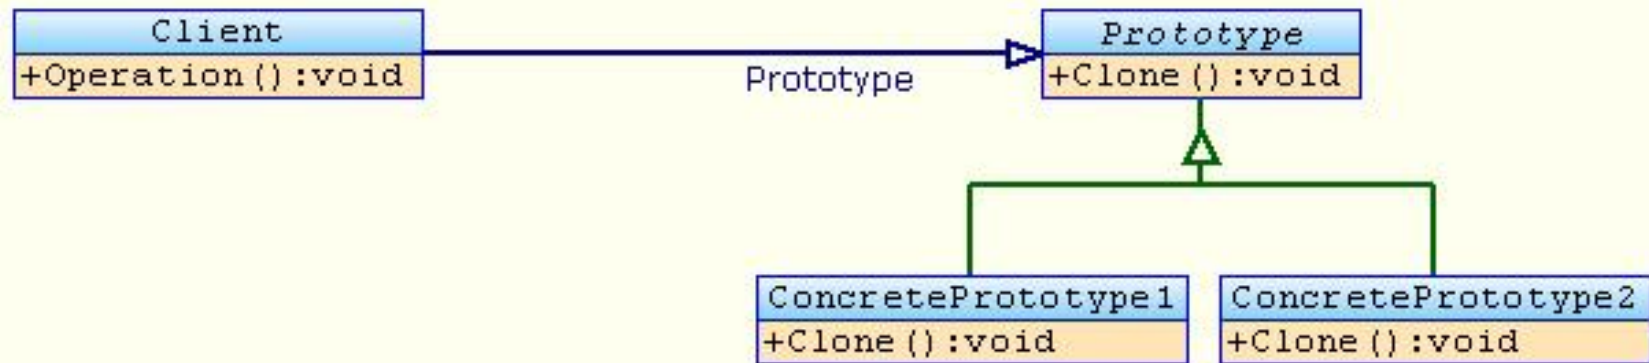 Client
+Operation():void
Prototype
Prototype
+Clone():void
ConcretePrototype1
+Clone():void
ConcretePrototype2
+Clone():void